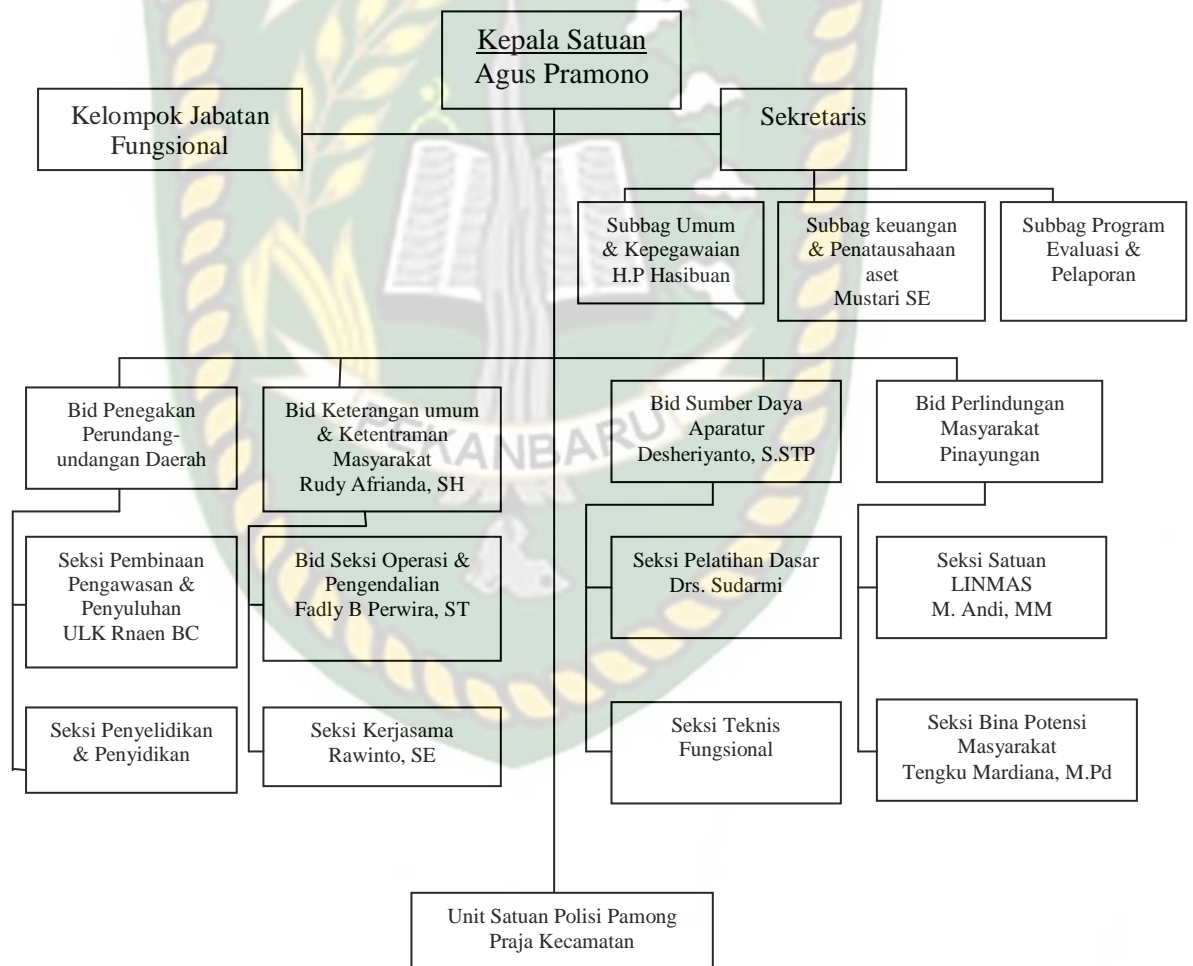 Kepala Satuan
Agus Pramono
Kelompok Jabatan
Fungsional
Sekretaris
Subbag Umum
& Kepegawaian
H.P Hasibuan
Subbag keuangan
& Penatausahaan
aset
Mustari SE
Subbag Program
Evaluasi &
Pelaporan
Bid Penegakan
Perundang-
undangan Daerah
Bid Keterangan umum
& Ketentraman
Masyarakat
Rudy Afrianda, SH
Bid Sumber Daya
Aparatur
Desheriyanto, S.STP
Bid Perlindungan
Masyarakat
Pinayungan
PEKANBARU
Seksi Pembinaan
Pengawasan &
Penyuluhan
ULK Rnaen BC
Bid Seksi Operasi &
Pengendalian
Fadly B Perwira, ST
Seksi Pelatihan Dasar
Drs. Sudarmi
Seksi Satuan
LINMAS
M. Andi, MM
Seksi Penyelidikan
& Penyidikan
Seksi Kerjasama
Rawinto, SE
Seksi Teknis
Fungsional
Seksi Bina Potensi
Masyarakat
Tengku Mardiana, M.Pd
Unit Satuan Polisi Pamong
Praja Kecamatan